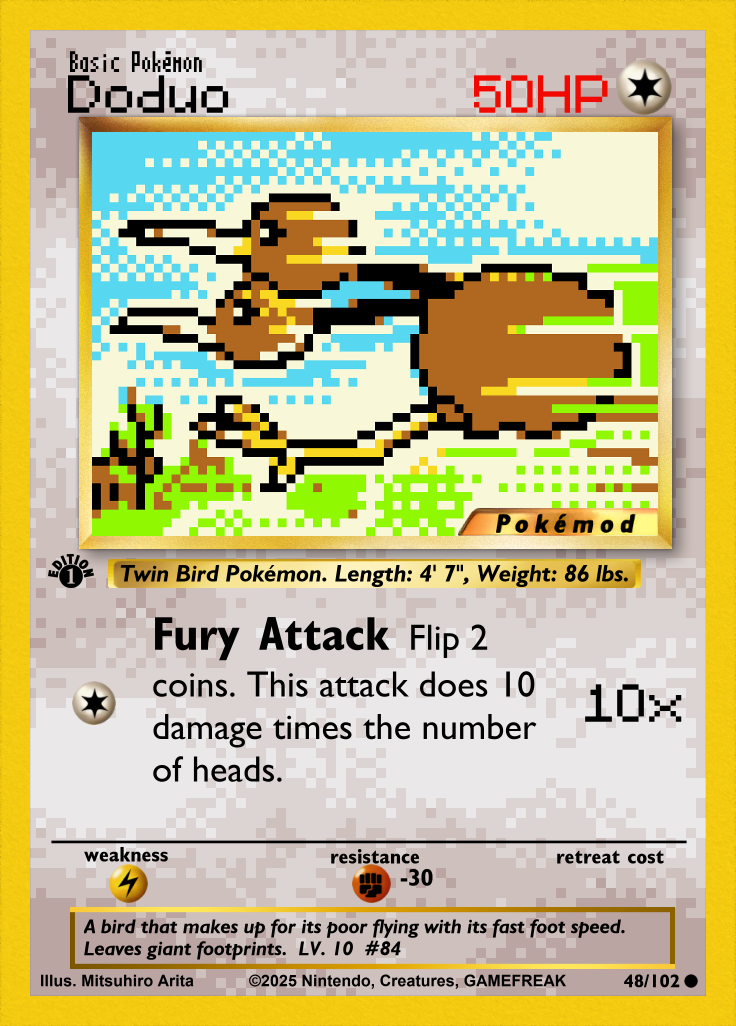 Basic Pokémon
Doduo
50HP
Pokémod
EDITION
1
Twin Bird Pokémon. Length: 4' 7", Weight: 86 lbs.
Fury Attack Flip 2
coins. This attack does 10
damage times the number
of heads.
10x
weakness
resistance
-30
retreat cost
A bird that makes up for its poor flying with its fast foot speed.
Leaves giant footprints. LV. 10 #84
Illus. Mitsuhiro Arita
©2025 Nintendo, Creatures, GAMEFREAK
48/102 ●